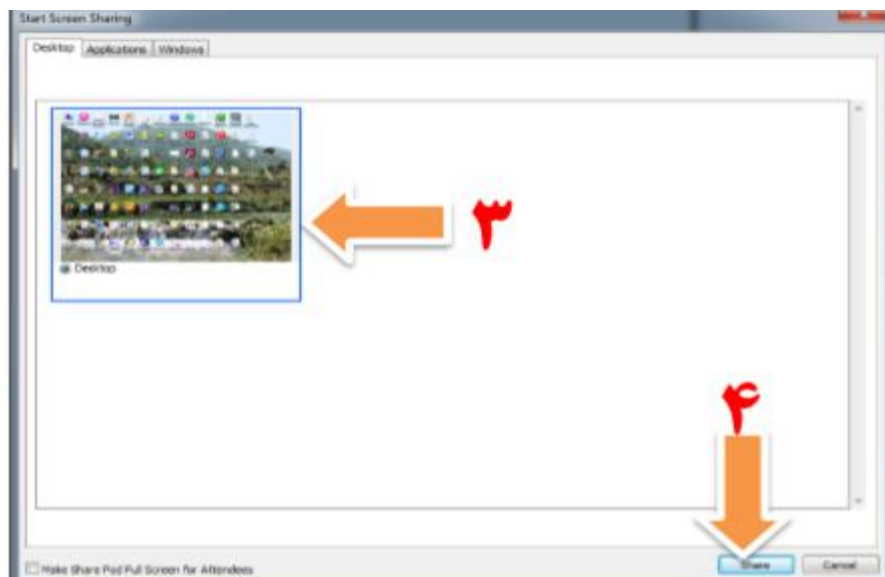 Start Screen Sharing
Desktop Applications Windows
Desktop
۳
۴
Make Share Pod Full Screen for Attendees
Share Cancel